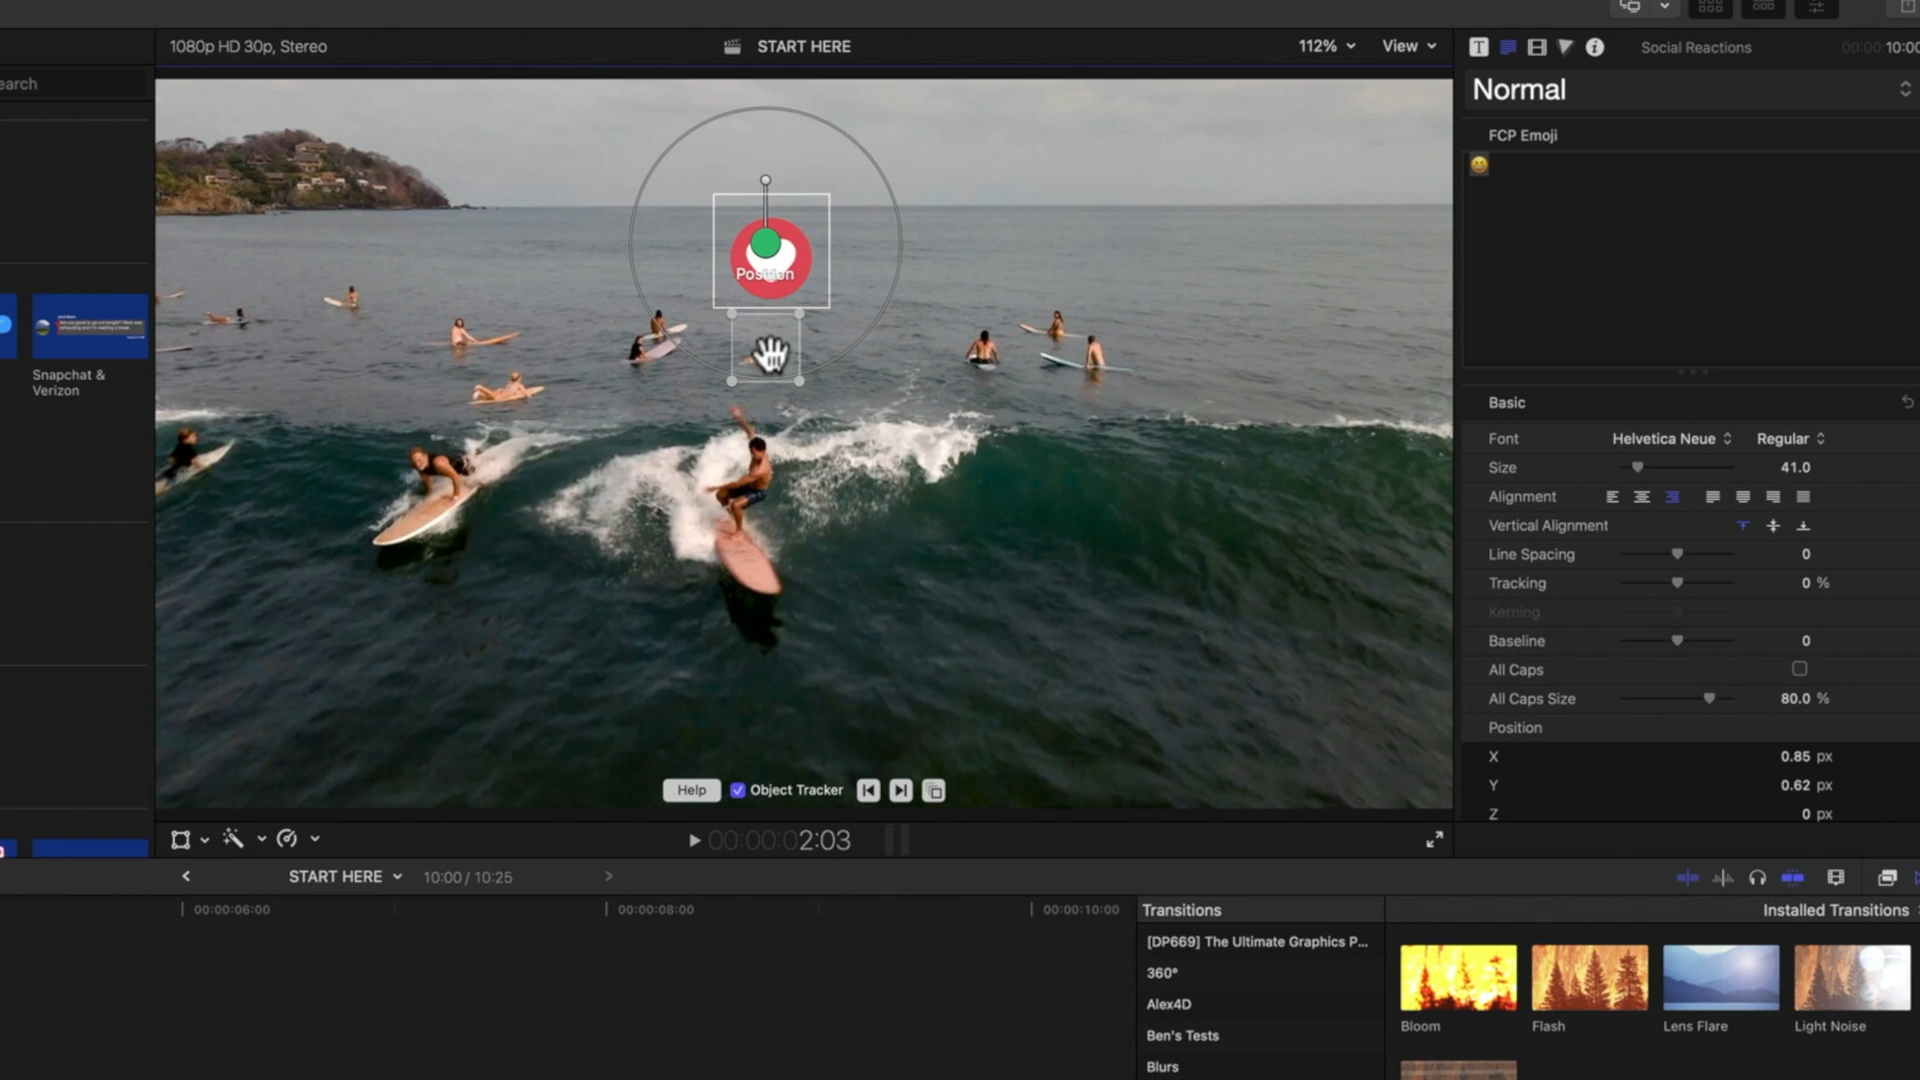 1080p HD 30p, Stereo
START HERE
112%
View
T
i
Social Reactions
00:00:10:00
earch
Normal
FCP Emoji
Position
Snapchat &
Verizon
Basic
Font
Helvetica Neue
Regular
Size
41.0
Alignment
Vertical Alignment
Line Spacing
0
Tracking
0 %
Kerning
Baseline
0
All Caps
All Caps Size
80.0 %
Position
X
0.85 px
Y
0.62 px
Z
0 px
Help
Object Tracker
00:00:02:03
START HERE
10:00 / 10:25
00:00:06:00
00:00:08:00
00:00:10:00
Transitions
Installed Transitions
[DP669] The Ultimate Graphics P...
360°
Alex4D
Ben's Tests
Blurs
Bloom
Flash
Lens Flare
Light Noise